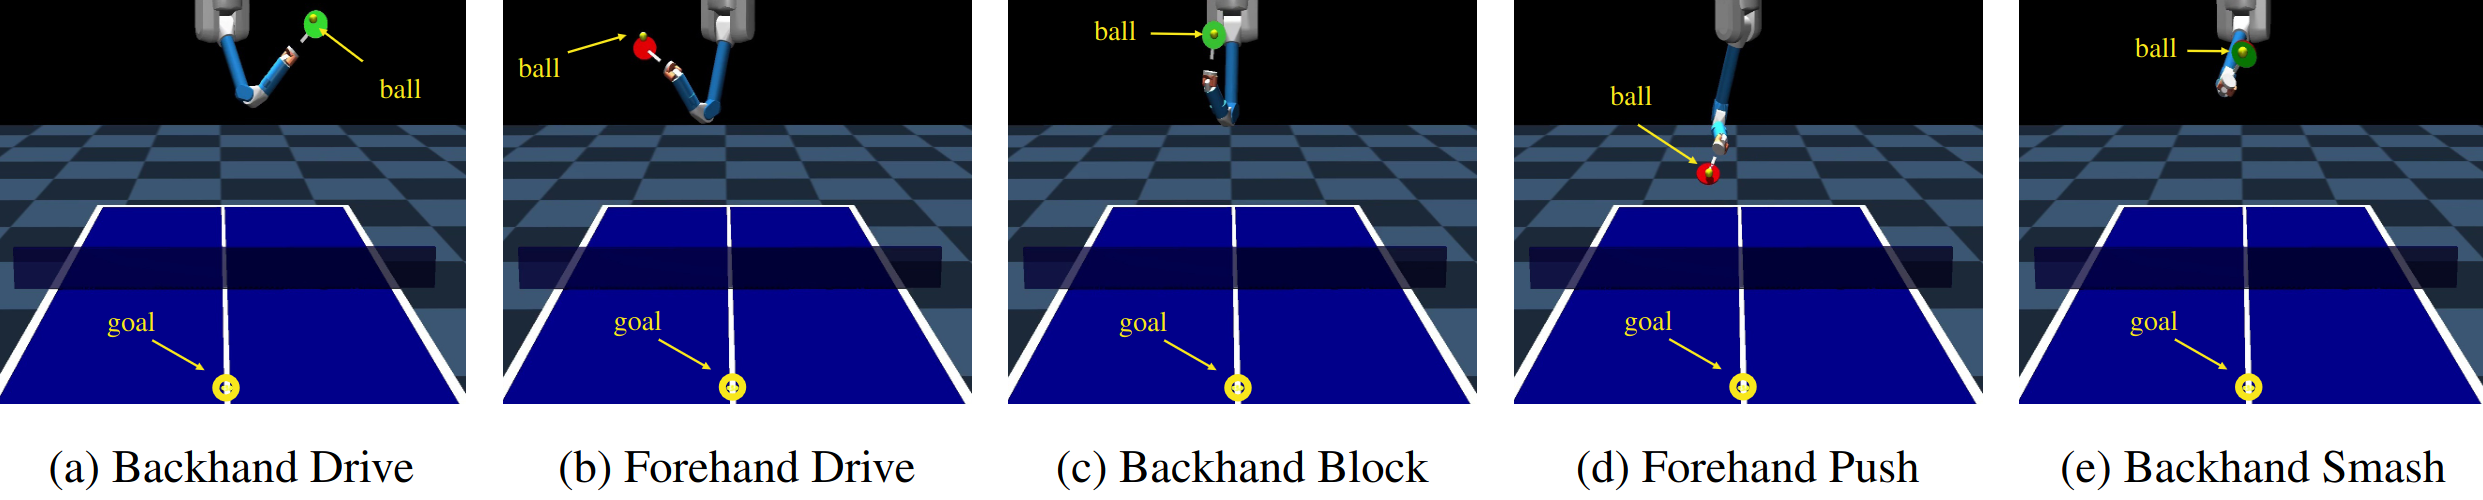 ball
goal
(a) Backhand Drive
ball
goal
(b) Forehand Drive
ball
goal
(c) Backhand Block
ball
goal
(d) Forehand Push
ball
goal
(e) Backhand Smash